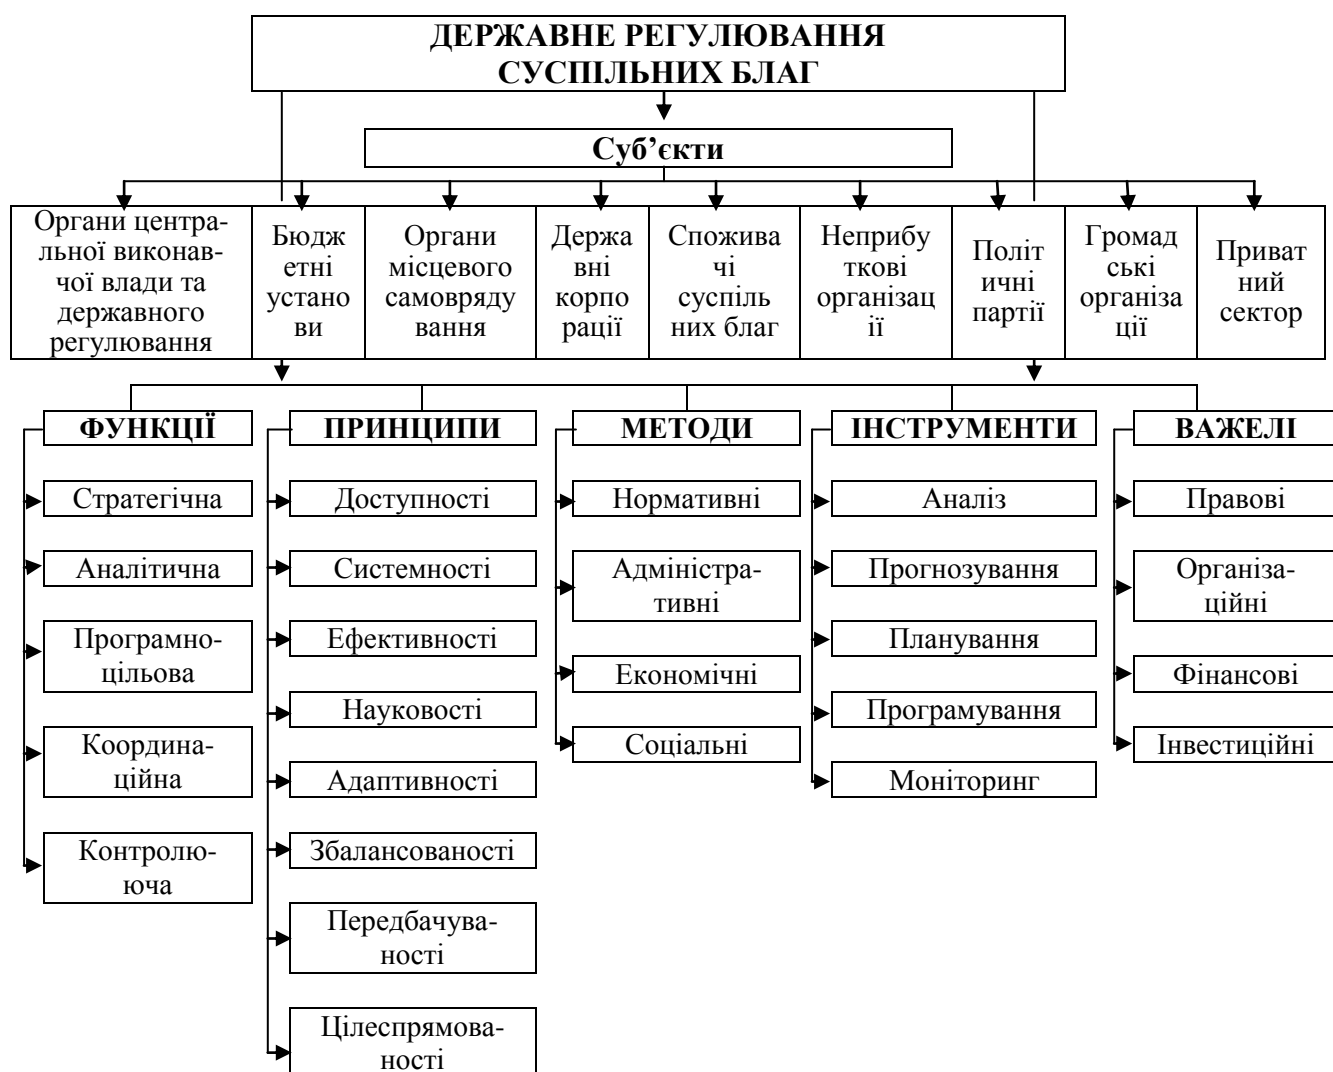 ДЕРЖАВНЕ РЕГУЛЮВАННЯ
СУСПІЛЬНИХ БЛАГ
Суб’єкти
Органи центра-
льної виконав-
чої влади та
державного
регулювання
Бюдж
етні
устано
ви
Органи
місцевого
самовряду
вання
Держа
вні
корпо
рації
Спожива
чі
суспіль
них благ
Неприбу
ткові
організац
ії
Політ
ичні
партії
Громад
ські
організа
ції
Приват
ний
сектор
ФУНКЦІЇ
Стратегічна
Аналітична
Програмно-
цільова
Координа-
ційна
Контролю-
юча
ПРИНЦИПИ
Доступності
Системності
Ефективності
Науковості
Адаптивності
Збалансованості
Передбачува-
ності
Цілеспрямова-
ності
МЕТОДИ
Нормативні
Адміністра-
тивні
Економічні
Соціальні
ІНСТРУМЕНТИ
Аналіз
Прогнозування
Планування
Програмування
Моніторинг
ВАЖЕЛІ
Правові
Організа-
ційні
Фінансові
Інвестиційні